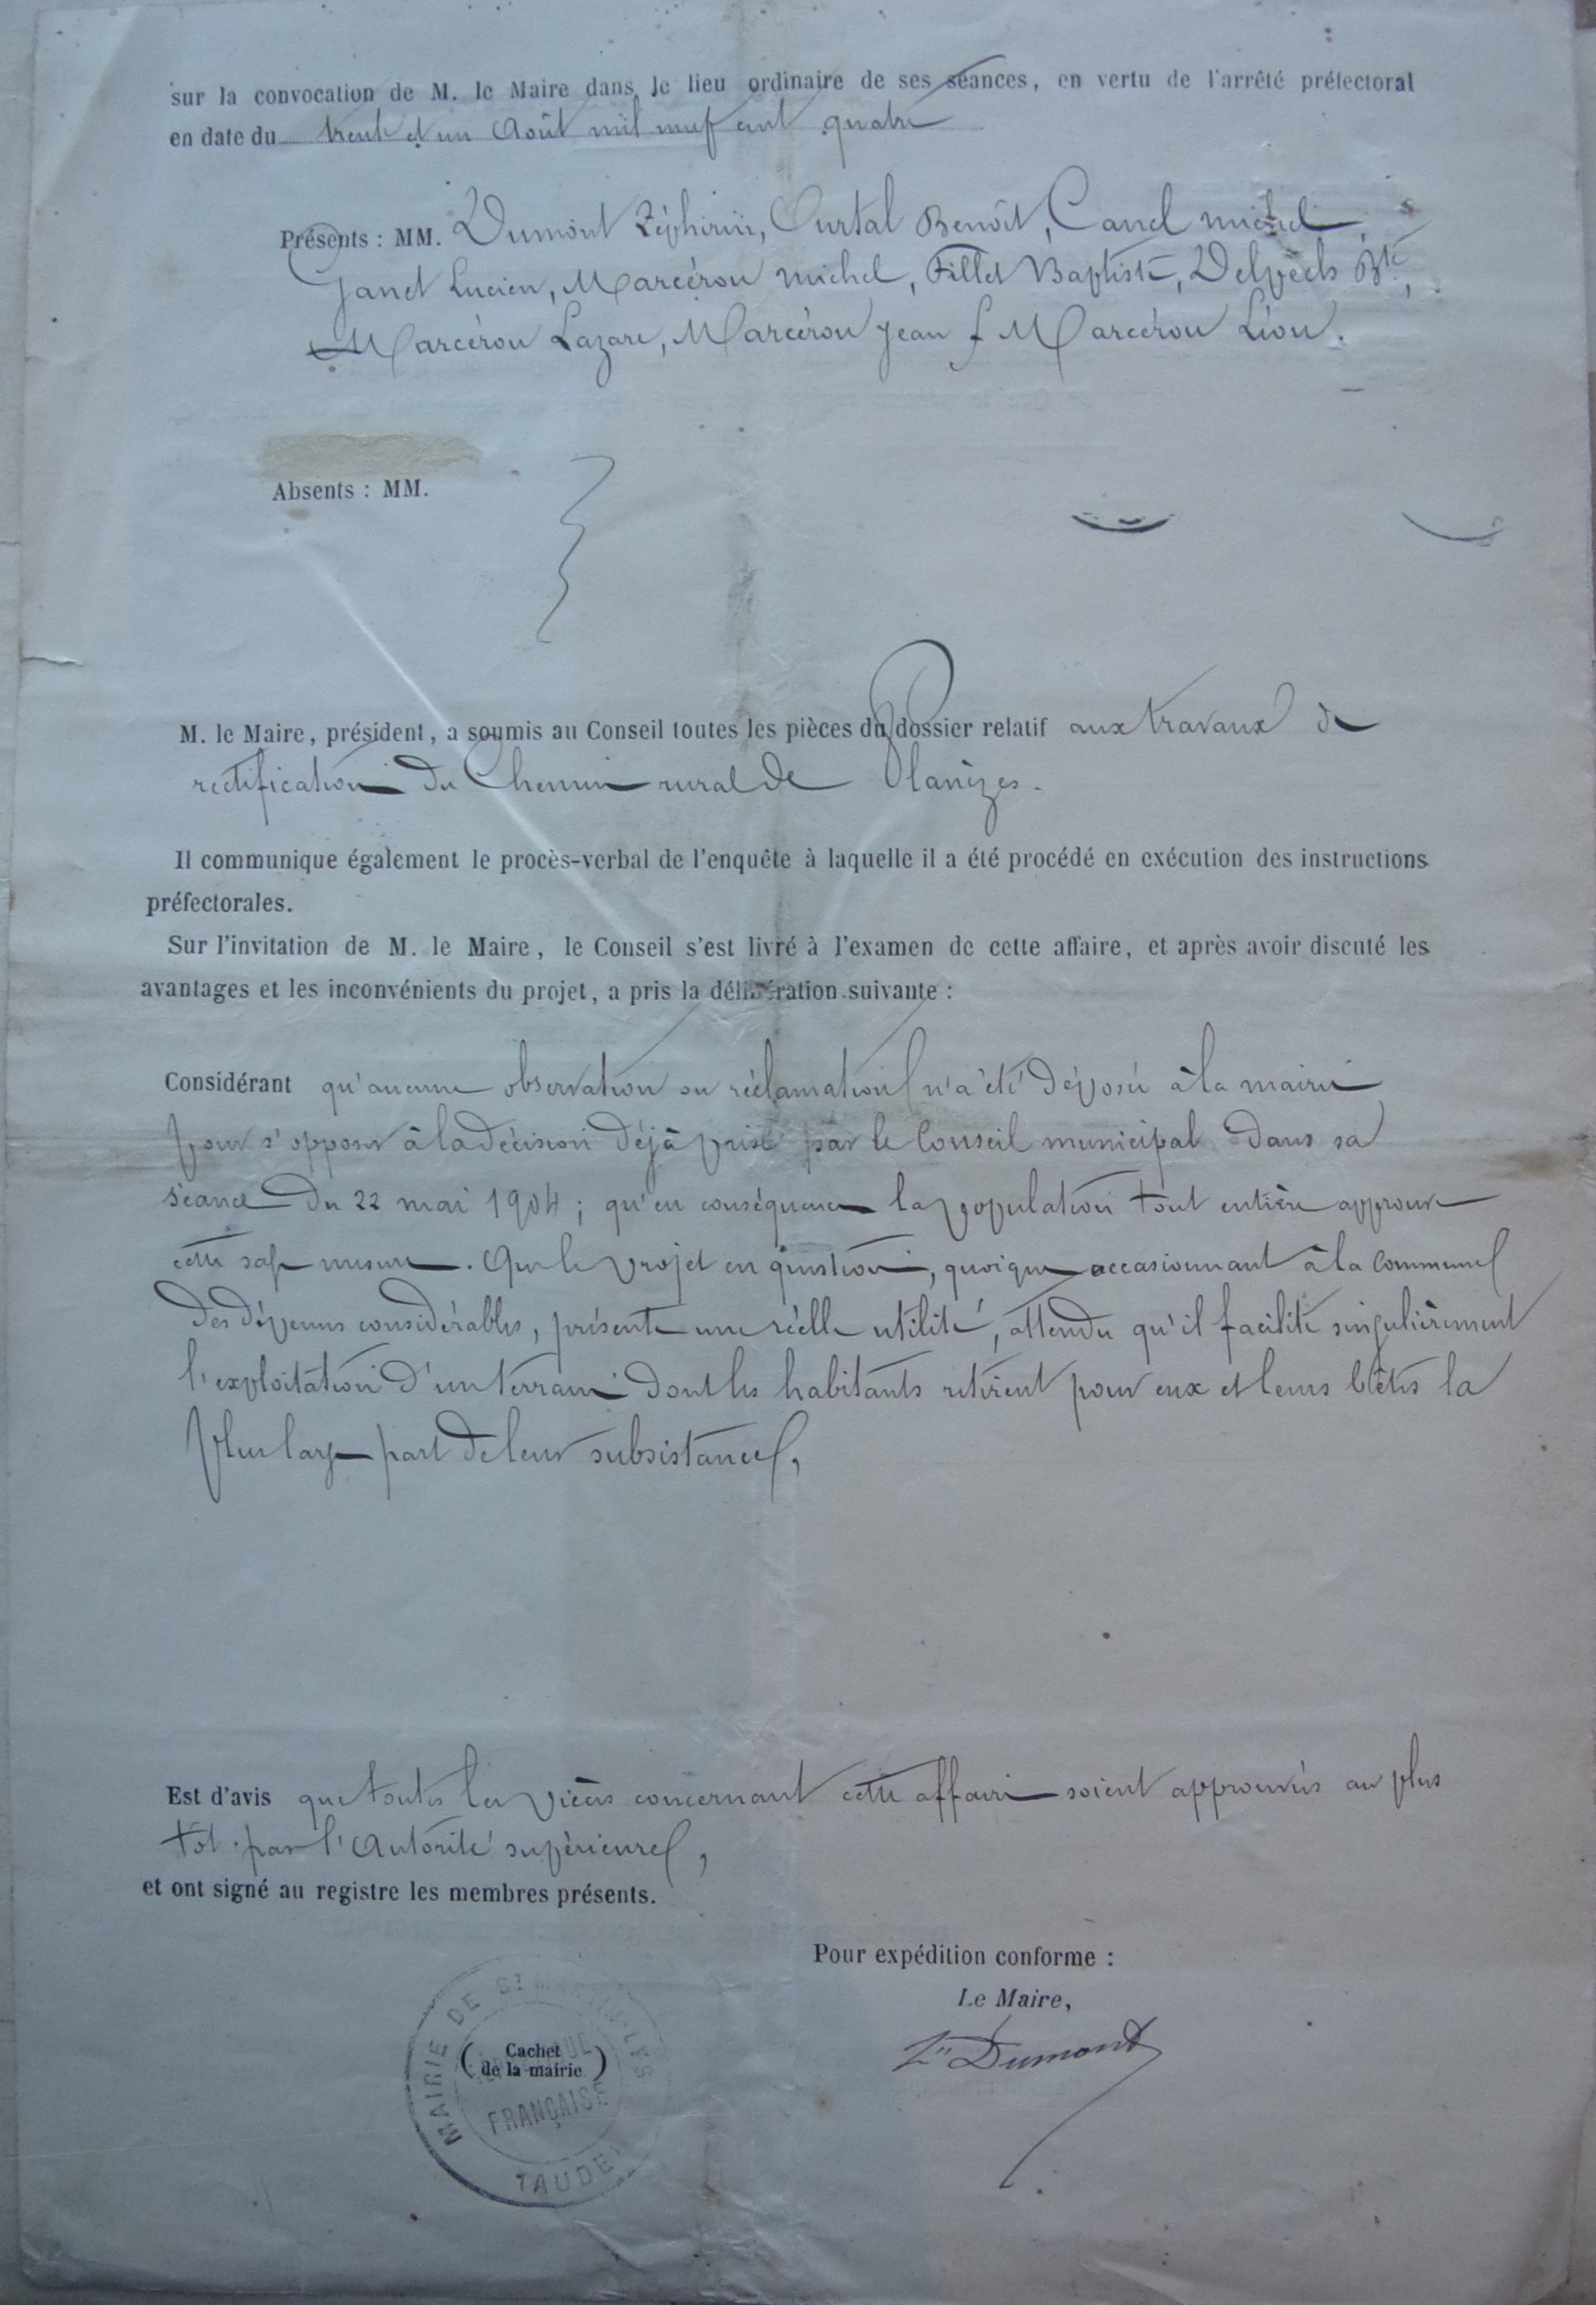 sur la convocation de M. le Maire dans le lieu ordinaire de ses séances, en vertu de l'arrêté préfectoral
en date du trente et un Août mil neuf cent quatre
Présents : MM. Dumont Zéphirin, Ourtal Benoît, Canel Michel,
Janet Lucien, Marcérou Michel, Fillet Baptiste, Delpech Bte,
Marcérou Lazare, Marcérou Jean & Marcérou Léon.
Absents : MM.
M. le Maire, président, a soumis au Conseil toutes les pièces du dossier relatif aux travaux de
rectification du Chemin rural de Planèzes.
Il communique également le procès-verbal de l'enquête à laquelle il a été procédé en exécution des instructions
préfectorales.
Sur l'invitation de M. le Maire, le Conseil s'est livré à l'examen de cette affaire, et après avoir discuté les
avantages et les inconvénients du projet, a pris la délibération suivante :
Considérant qu'aucune observation ou réclamation n'a été déposée à la mairie
pour s'opposer à la décision déjà prise par le Conseil municipal dans sa
séance du 22 mai 1904 ; qu'en conséquence la population tout entière approuve
cette sage mesure. Que le projet en question, quoique occasionnant à la Commune
des dépenses considérables, présente une réelle utilité, attendu qu'il facilite singulièrement
l'exploitation d'un terrain dont les habitants retirent pour eux et leurs bêtes la
plus large part de leur subsistance,
Est d'avis que toutes les pièces concernant cette affaire soient approuvées au plus
tôt par l'Autorité supérieure,
et ont signé au registre les membres présents.
Pour expédition conforme :
Le Maire,
Zin Dumont
MAIRIE DE ST
(Cachet
de la mairie)
FRANÇAISE
AUDE